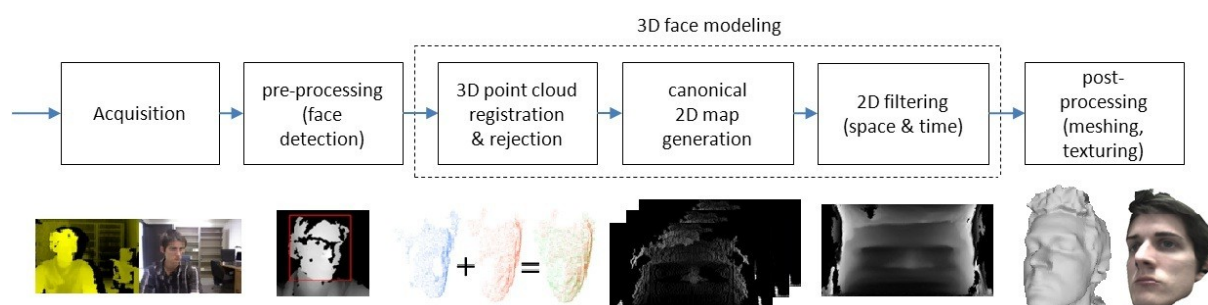 3D face modeling
Acquisition
pre-processing
(face
detection)
3D point cloud
registration
& rejection
canonical
2D map
generation
2D filtering
(space & time)
post-
processing
(meshing,
texturing)
+ =